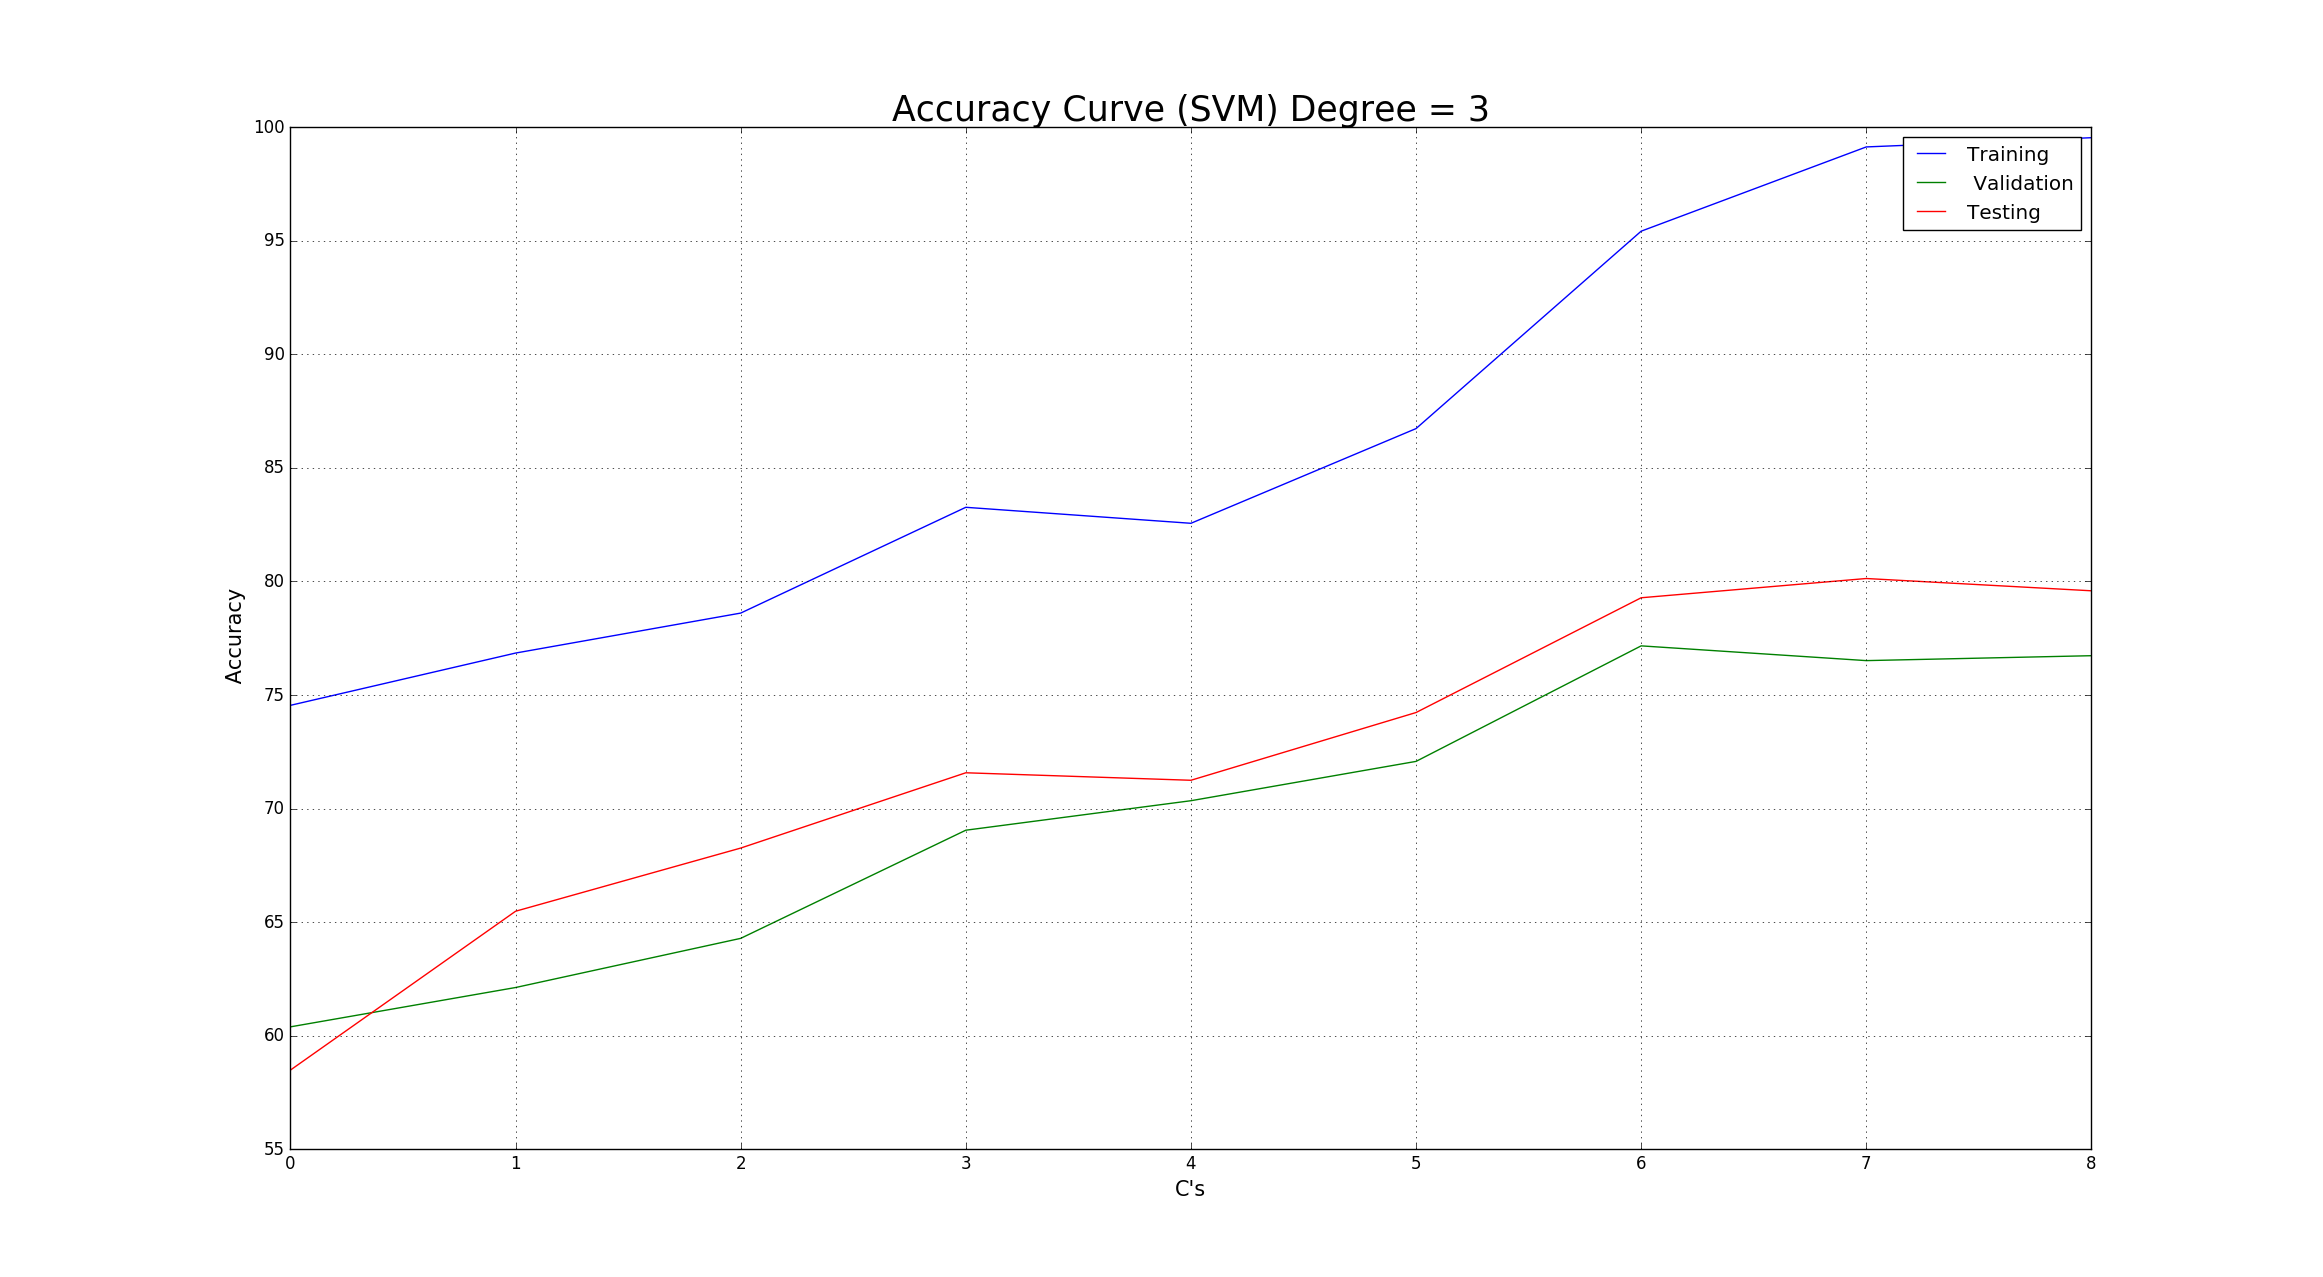 Accuracy Curve (SVM) Degree = 3
100
95
90
85
80
75
70
65
60
55
Accuracy
Training
Validation
Testing
0 1 2 3 4 5 6 7 8
C's